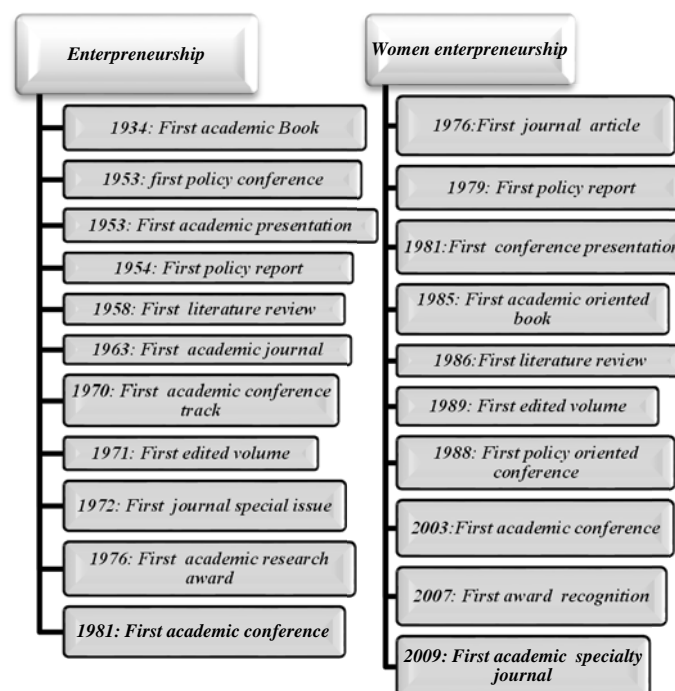 Enterpreneurship
1934: First academic Book
1953: first policy conference
1953: First academic presentation
1954: First policy report
1958: First literature review
1963: First academic journal
1970: First academic conference
track
1971: First edited volume
1972: First journal special issue
1976: First academic research
award
1981: First academic conference
Women enterpreneurship
1976:First journal article
1979: First policy report
1981:First conference presentation
1985: First academic oriented
book
1986:First literature review
1989: First edited volume
1988: First policy oriented
conference
2003:First academic conference
2007: First award recognition
2009: First academic specialty
journal